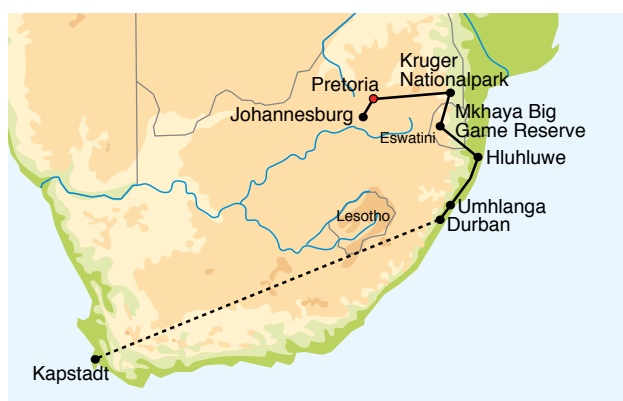 Kruger
Nationalpark
Pretoria
Johannesburg
Mkhaya Big
Game Reserve
Eswatini
Hluhluwe
Umhlanga
Lesotho
Durban
Kapstadt